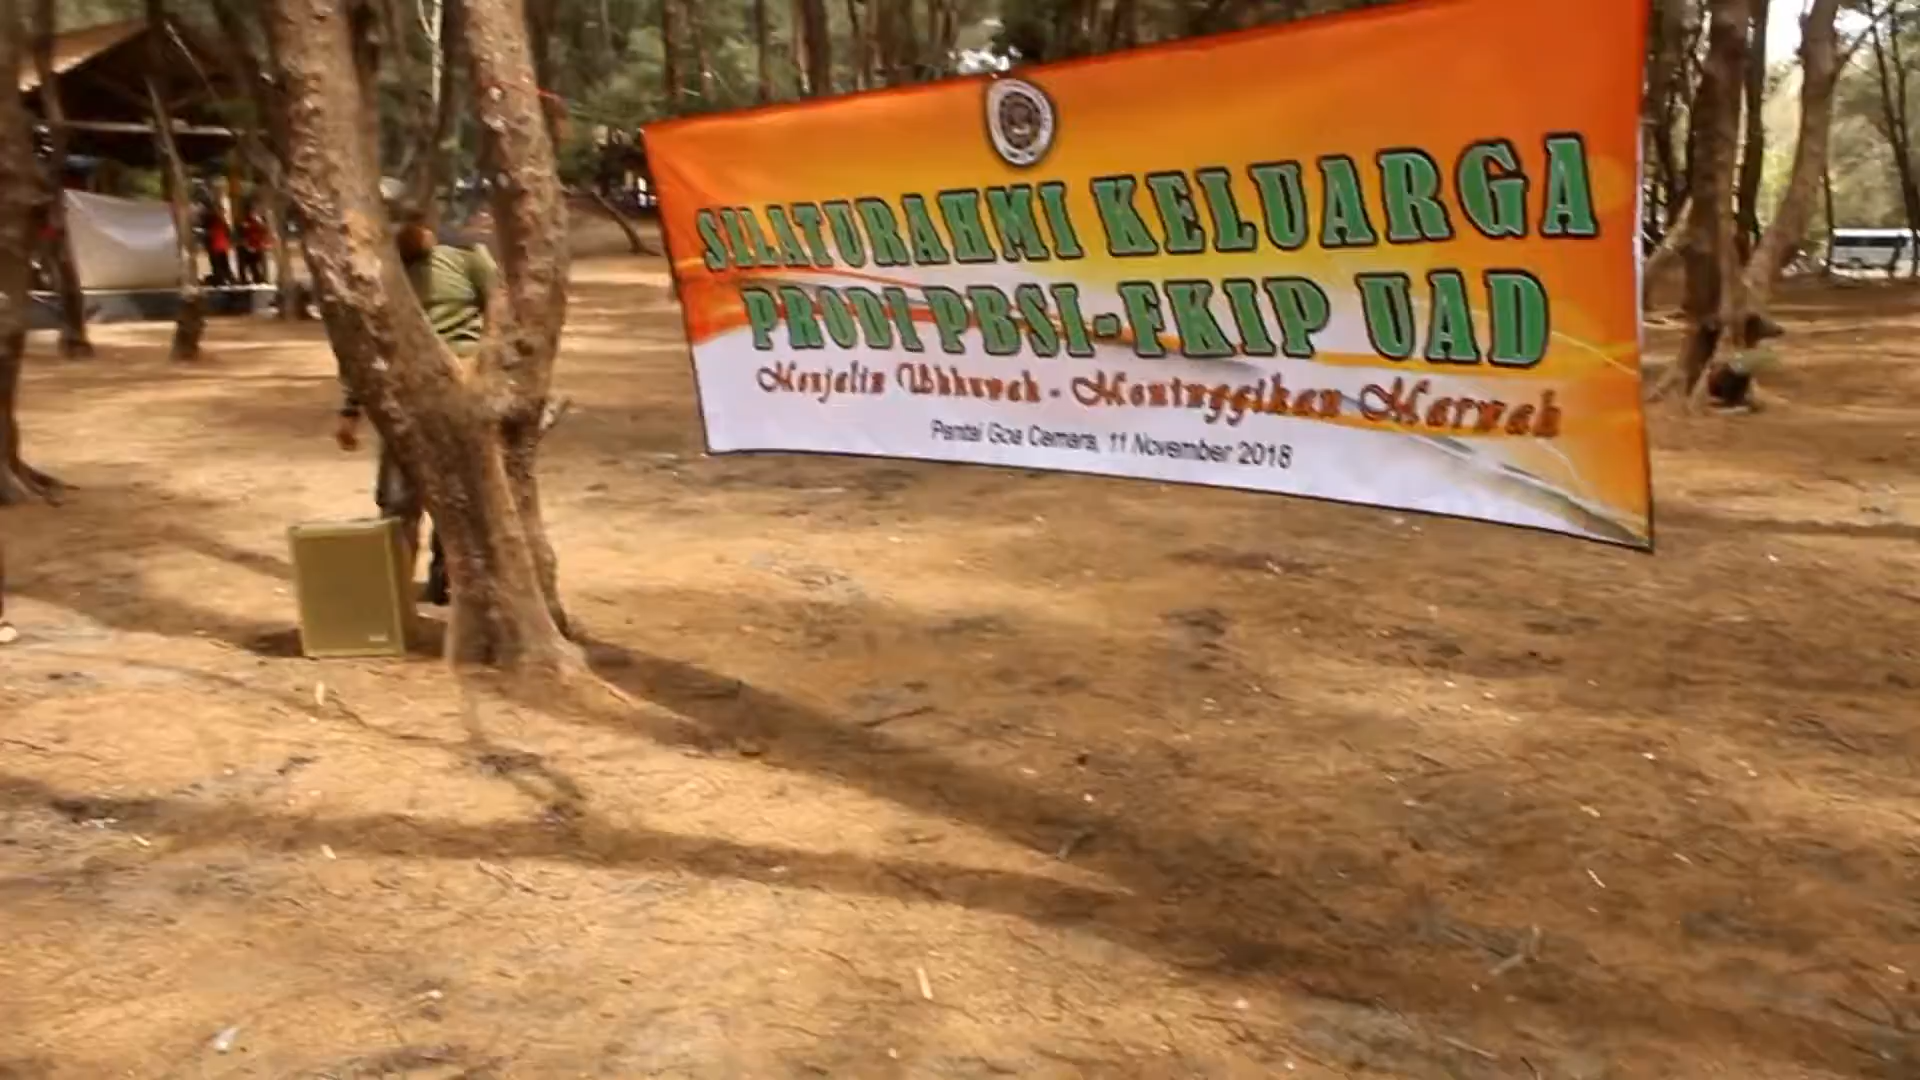 SILATURAHMI KELUARGA
PRODI PBSI-FKIP UAD
Menjalin Ukhuwah - Meninggikan Marwah
Pantai Goa Cemara, 11 November 2018